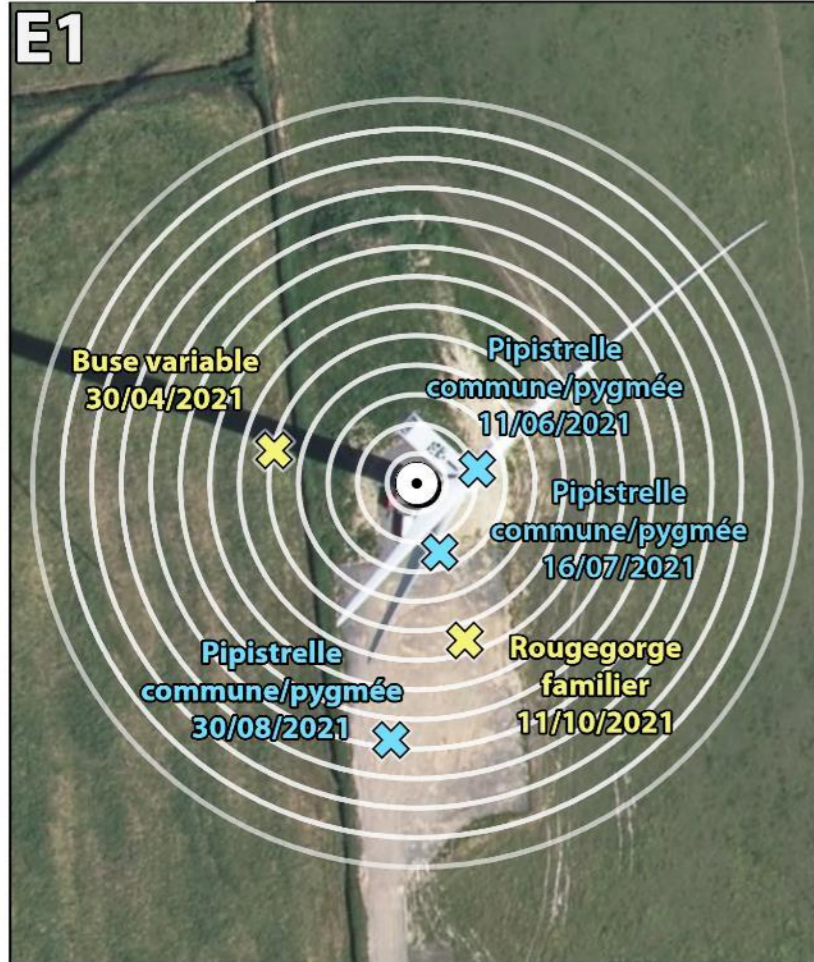 E1
Buse variable
30/04/2021
Pipistrelle
commune/pygmée
11/06/2021
Pipistrelle
commune/pygmée
16/07/2021
Pipistrelle
commune/pygmée
30/08/2021
Rougegorge
familier
11/10/2021